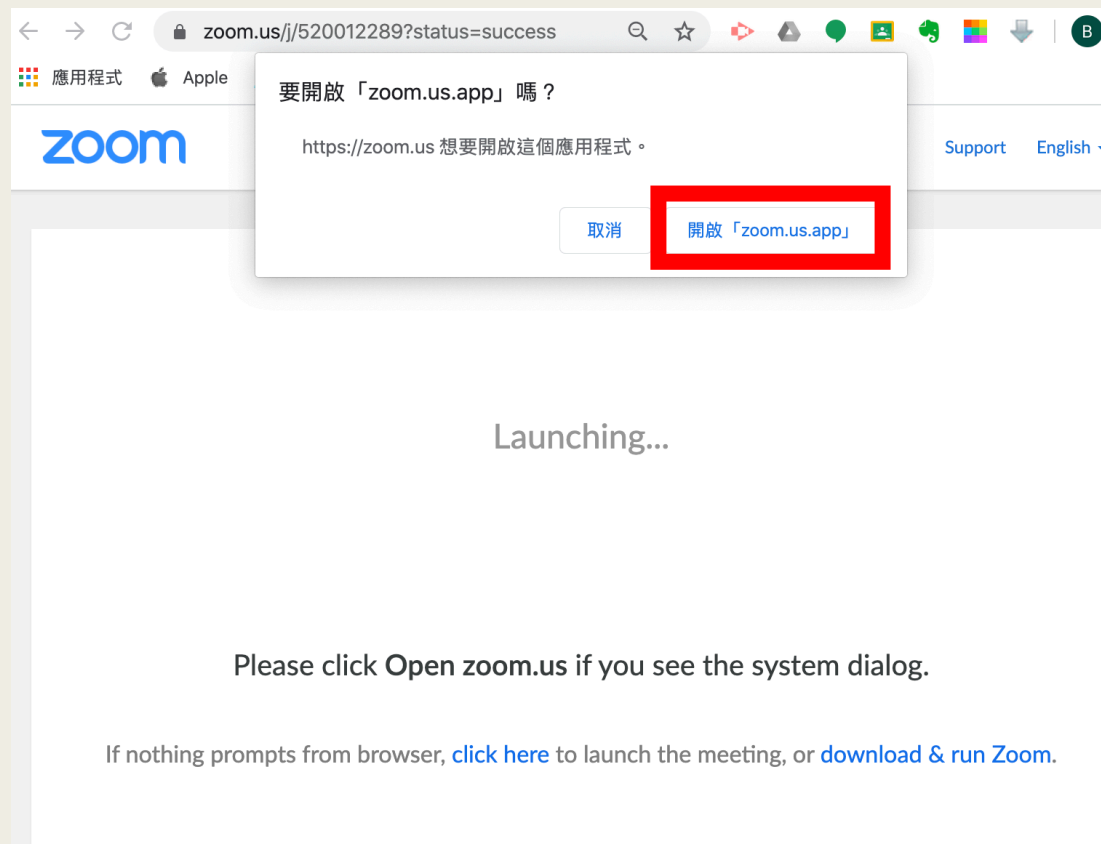 zoom.us/j/520012289?status=success
B
應用程式
Apple
要開啟「zoom.us.app」嗎？
https://zoom.us 想要開啟這個應用程式。
取消
開啟「zoom.us.app」
zoom
Support
English
Launching...
Please click Open zoom.us if you see the system dialog.
If nothing prompts from browser, click here to launch the meeting, or download & run Zoom.